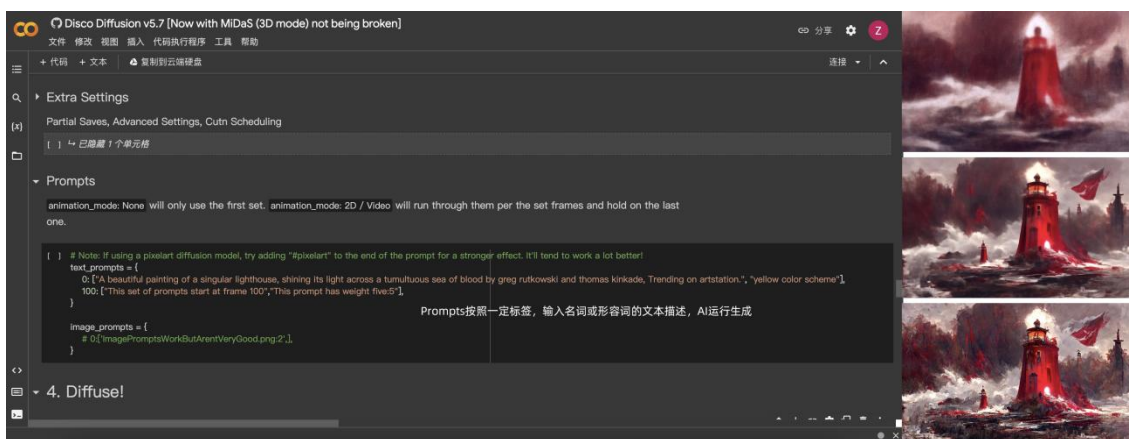 Disco Diffusion v5.7 [Now with MiDaS (3D mode) not being broken]
分享
Z
文件 修改 视图 插入 代码执行程序 工具 帮助
+ 代码 + 文本 复制到云端硬盘
连接
Extra Settings
{x}
Partial Saves, Advanced Settings, Cutn Scheduling
[ ] ↳ 已隐藏 1 个单元格
Prompts
animation_mode: None will only use the first set. animation_mode: 2D / Video will run through them per the set frames and hold on the last
one.
[ ] # Note: If using a pixelart diffusion model, try adding "#pixelart" to the end of the prompt for a stronger effect. It'll tend to work a lot better!
text_prompts = {
0: ["A beautiful painting of a singular lighthouse, shining its light across a tumultuous sea of blood by greg rutkowski and thomas kinkade, Trending on artstation.", "yellow color scheme"],
100: ["This set of prompts start at frame 100","This prompt has weight five:5"],
}
Prompts按照一定标签，输入名词或形容词的文本描述，AI运行生成
image_prompts = {
# 0:['ImagePromptsWorkButArentVeryGood.png:2',],
}
4. Diffuse!